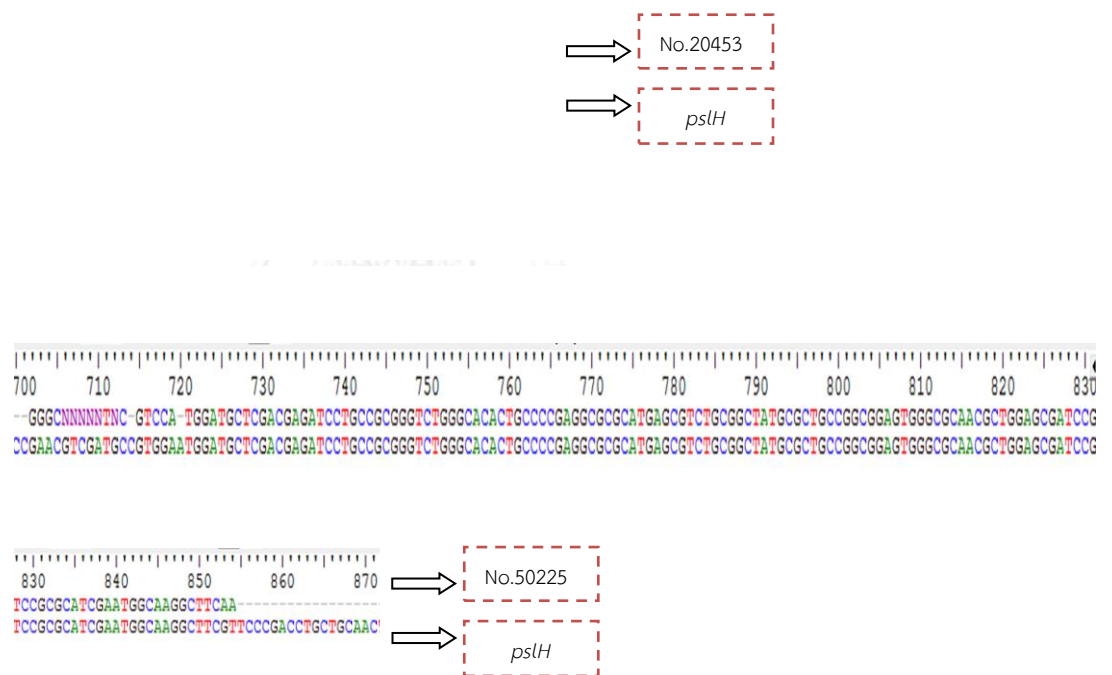 No.20453
pslH
700 710 720 730 740 750 760 770 780 790 800 810 820 830
--GGGCNNNNNTNC-GTCCA-TGGATGCTCGACGAGATCCTGCCGCGGGTCTGGGCACACTGCCCCGAGGCGCGCATGAGCGTCTGCGGCTATGCGCTGCCGGCGGAGTGGGCGCAACGCTGGAGCGATCCG
CCGAACGTCGATGCCGTGGAATGGATGCTCGACGAGATCCTGCCGCGGGTCTGGGCACACTGCCCCGAGGCGCGCATGAGCGTCTGCGGCTATGCGCTGCCGGCGGAGTGGGCGCAACGCTGGAGCGATCCG
830 840 850 860 870
No.50225
TCCGCGCATCGAATGGCAAGGCTTCAA-----------------
TCCGCGCATCGAATGGCAAGGCTTCGTTCCCGACCTGCTGCAAC
pslH